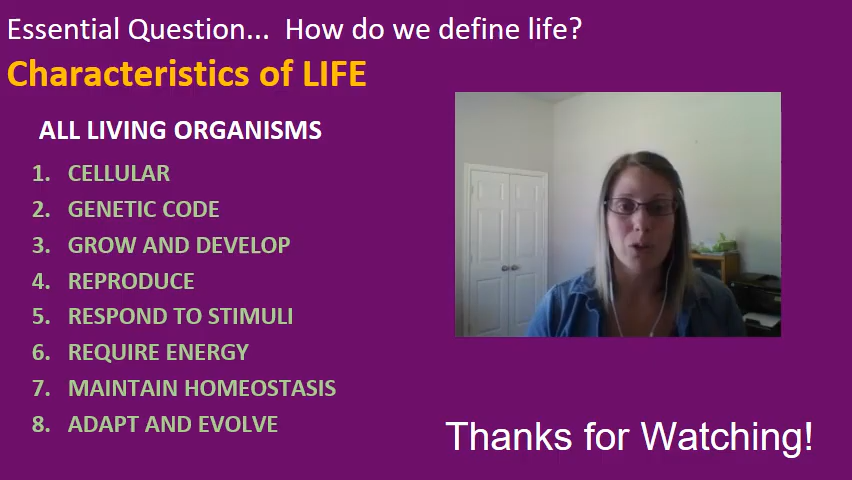 Essential Question...  How do we define life?
Characteristics of LIFE
ALL LIVING ORGANISMS
1. CELLULAR
2. GENETIC CODE
3. GROW AND DEVELOP
4. REPRODUCE
5. RESPOND TO STIMULI
6. REQUIRE ENERGY
7. MAINTAIN HOMEOSTASIS
8. ADAPT AND EVOLVE
Thanks for Watching!